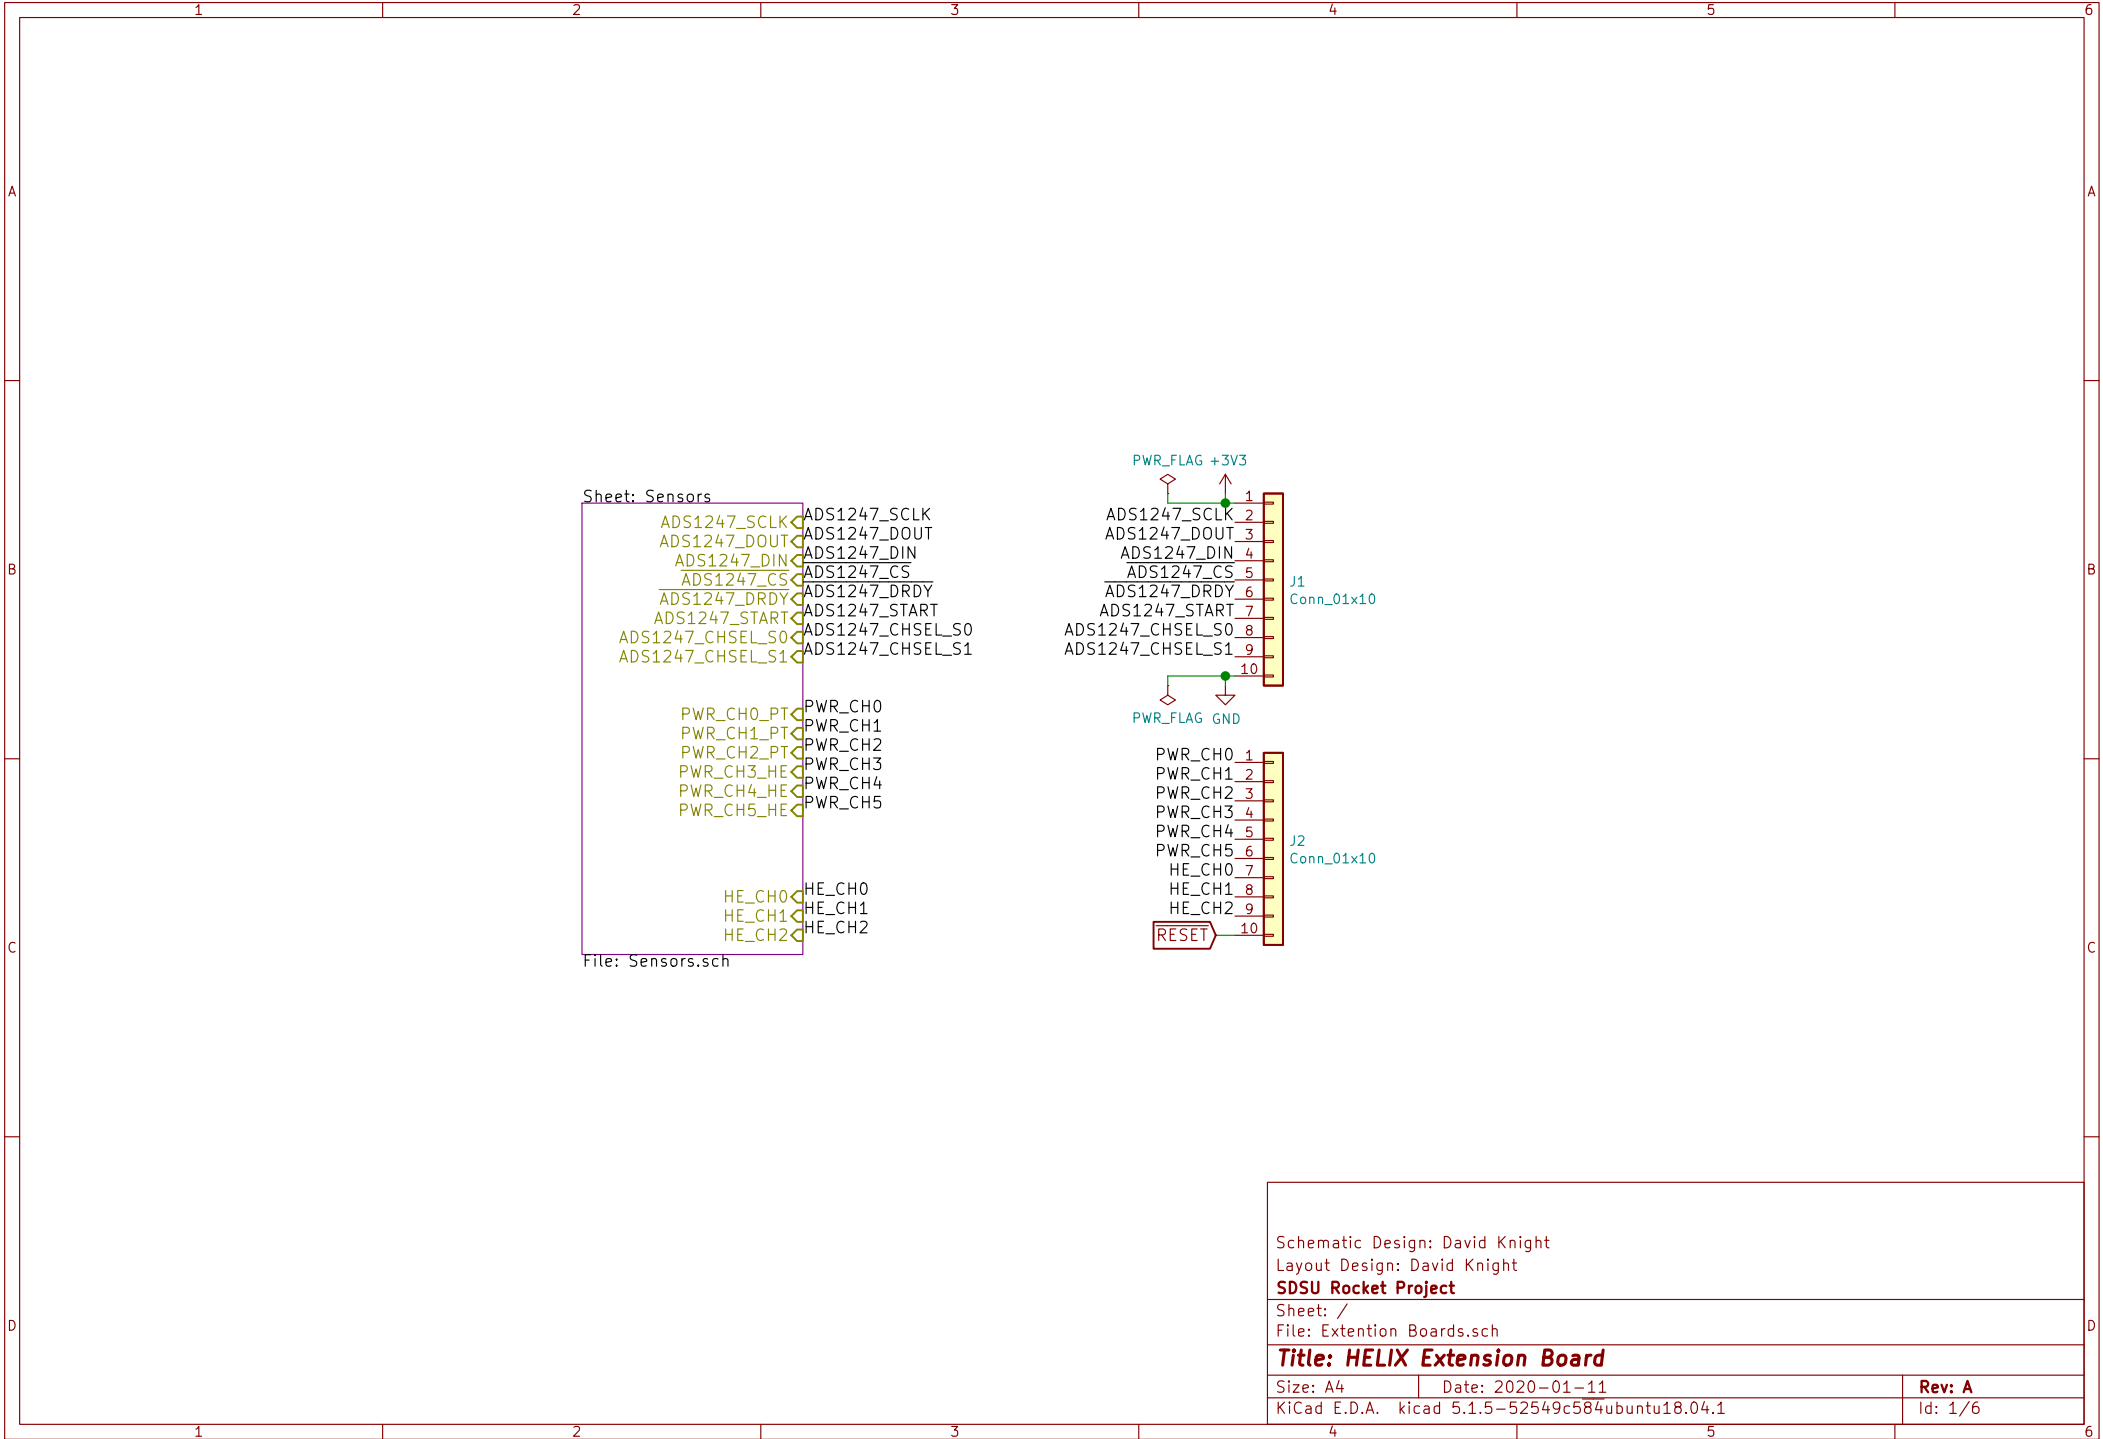 1 2 3 4 5 6
A A
B B
C C
D D
Sheet: Sensors
ADS1247_SCLK ADS1247_SCLK
ADS1247_DOUT ADS1247_DOUT
ADS1247_DIN ADS1247_DIN
ADS1247_CS ADS1247_CS
ADS1247_DRDY ADS1247_DRDY
ADS1247_START ADS1247_START
ADS1247_CHSEL_S0 ADS1247_CHSEL_S0
ADS1247_CHSEL_S1 ADS1247_CHSEL_S1
PWR_CH0_PT PWR_CH0
PWR_CH1_PT PWR_CH1
PWR_CH2_PT PWR_CH2
PWR_CH3_HE PWR_CH3
PWR_CH4_HE PWR_CH4
PWR_CH5_HE PWR_CH5
HE_CH0 HE_CH0
HE_CH1 HE_CH1
HE_CH2 HE_CH2
File: Sensors.sch
PWR_FLAG +3V3
1
ADS1247_SCLK 2
ADS1247_DOUT 3
ADS1247_DIN 4
ADS1247_CS 5
ADS1247_DRDY 6
ADS1247_START 7
ADS1247_CHSEL_S0 8
ADS1247_CHSEL_S1 9
10
J1
Conn_01x10
PWR_FLAG GND
PWR_CH0 1
PWR_CH1 2
PWR_CH2 3
PWR_CH3 4
PWR_CH4 5
PWR_CH5 6
HE_CH0 7
HE_CH1 8
HE_CH2 9
RESET 10
J2
Conn_01x10
Schematic Design: David Knight
Layout Design: David Knight
SDSU Rocket Project
Sheet: /
File: Extention Boards.sch
Title: HELIX Extension Board
Size: A4 Date: 2020-01-11 Rev: A
KiCad E.D.A. kicad 5.1.5-52549c584ubuntu18.04.1 Id: 1/6
1 2 3 4 5 6